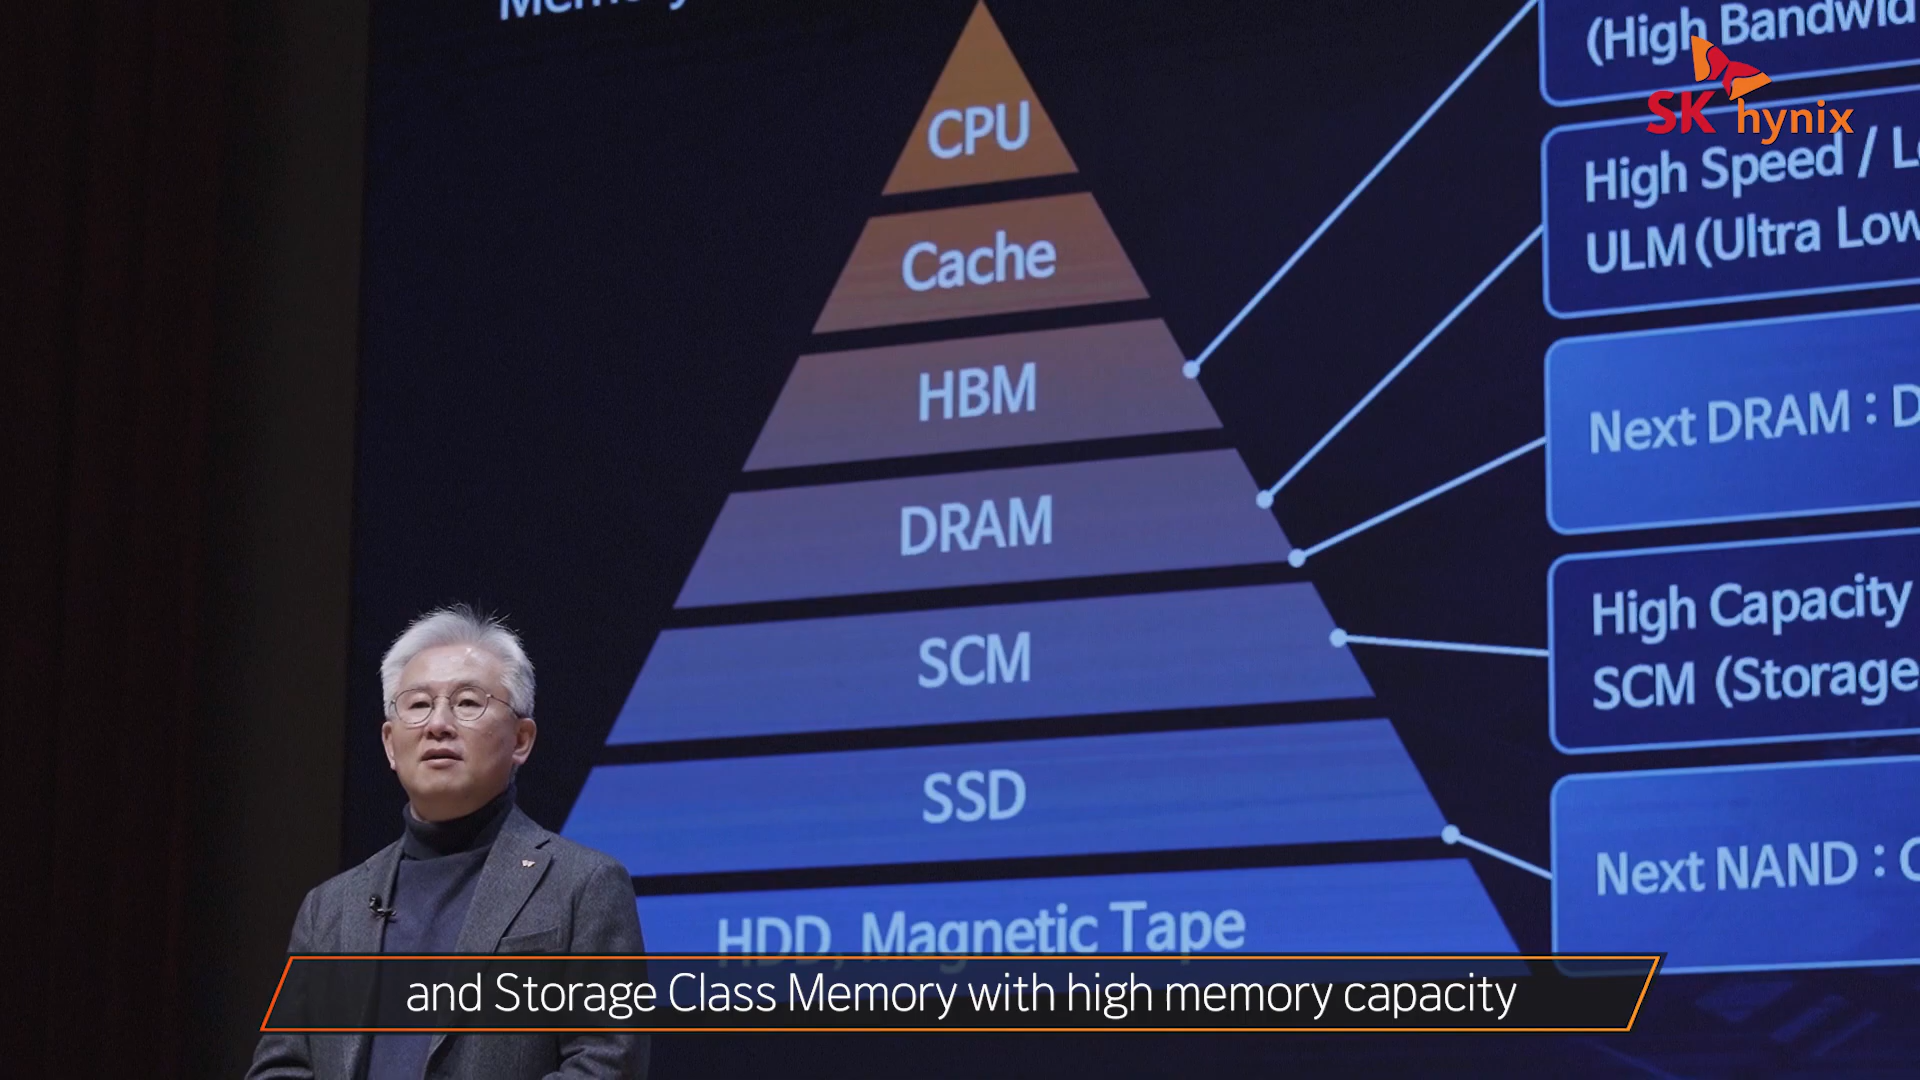 Memory
CPU
Cache
HBM
DRAM
SCM
SSD
HDD, Magnetic Tape
(High
SK hynix
High Speed /
ULM (Ultra Low
Next DRAM :
High Capacity
SCM (Storage
Next NAND :
and Storage Class Memory with high memory capacity